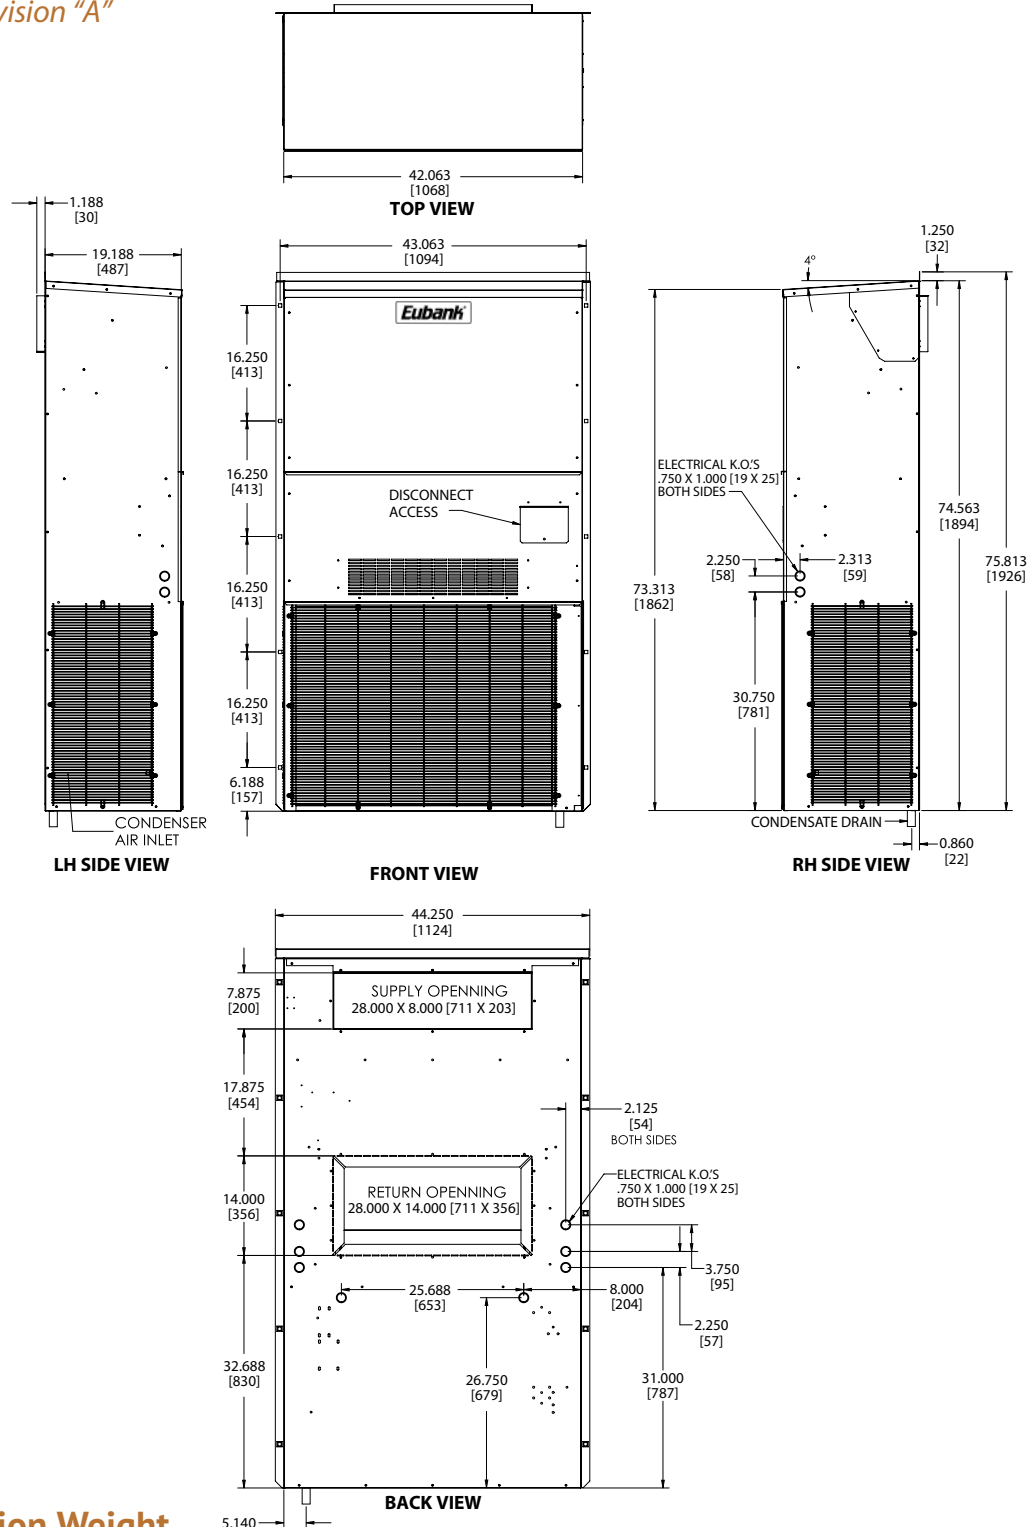 vision "A"
42.063
[1068]
TOP VIEW
1.188
[30]
19.188
[487]
43.063
[1094]
1.250
[32]
4°
Eubank
16.250
[413]
16.250
[413]
16.250
[413]
16.250
[413]
6.188
[157]
DISCONNECT
ACCESS
ELECTRICAL K.O.'S
.750 X 1.000 [19 X 25]
BOTH SIDES
2.250
[58]
2.313
[59]
73.313
[1862]
74.563
[1894]
75.813
[1926]
30.750
[781]
CONDENSER
AIR INLET
LH SIDE VIEW
FRONT VIEW
CONDENSATE DRAIN
0.860
[22]
RH SIDE VIEW
44.250
[1124]
7.875
[200]
SUPPLY OPENNING
28.000 X 8.000 [711 X 203]
17.875
[454]
2.125
[54]
BOTH SIDES
ELECTRICAL K.O.'S
.750 X 1.000 [19 X 25]
BOTH SIDES
14.000
[356]
RETURN OPENNING
28.000 X 14.000 [711 X 356]
3.750
[95]
25.688
[653]
8.000
[204]
2.250
[57]
32.688
[830]
26.750
[679]
31.000
[787]
BACK VIEW
ion Weight
5.140